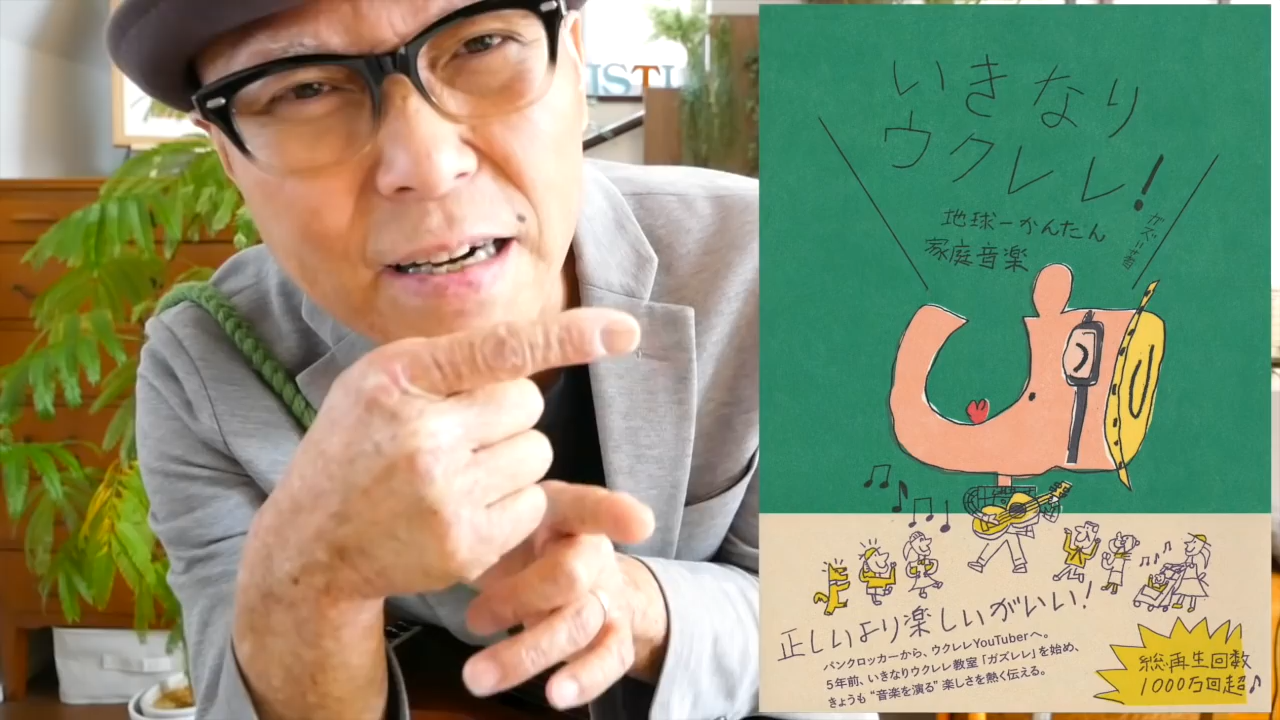 ISTI
いきなり
ウクレレ!
地球一かんたん
家庭音楽
ガズ!!著
正しいより楽しいがいい!
パンクロッカーから、ウクレレYouTuberへ。
5年前、いきなりウクレレ教室「ガズレレ」を始め、
きょうも“音楽を演る”楽しさを熱く伝える。
総再生回数
1000万回超♪